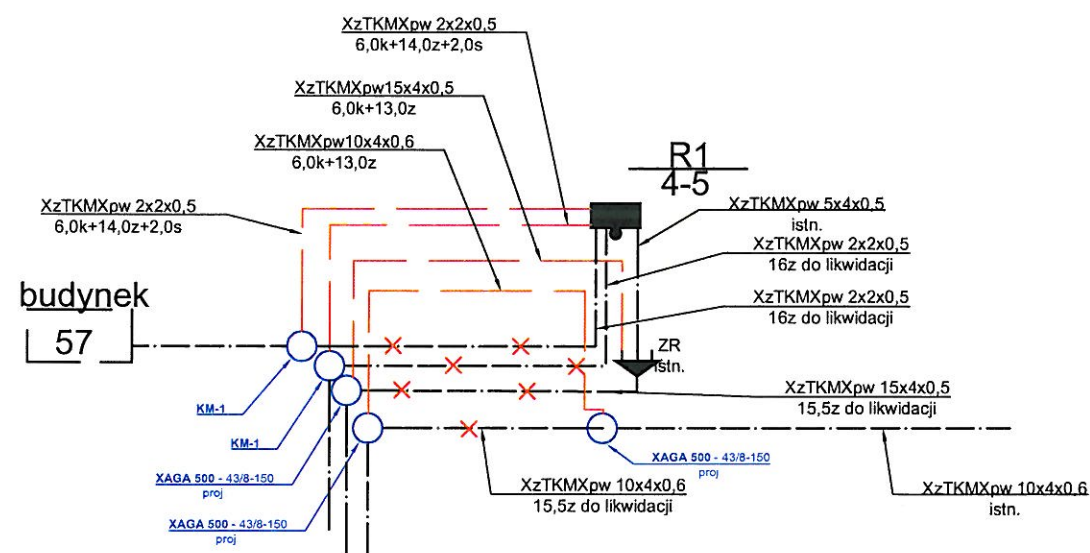 XzTKMXpw 2x2x0,5
6,0k+14,0z+2,0s
XzTKMXpw15x4x0,5
6,0k+13,0z
XzTKMXpw10x4x0,6
6,0k+13,0z
R1
4-5
XzTKMXpw 2x2x0,5
6,0k+14,0z+2,0s
XzTKMXpw 5x4x0,5
istn.
XzTKMXpw 2x2x0,5
16z do likwidacji
XzTKMXpw 2x2x0,5
16z do likwidacji
budynek
57
ZR
istn.
XzTKMXpw 15x4x0,5
15,5z do likwidacji
KM-1
KM-1
XAGA 500 - 43/8-150
proj
XAGA 500 - 43/8-150
proj
XAGA 500 - 43/8-150
proj
XzTKMXpw 10x4x0,6
15,5z do likwidacji
XzTKMXpw 10x4x0,6
istn.